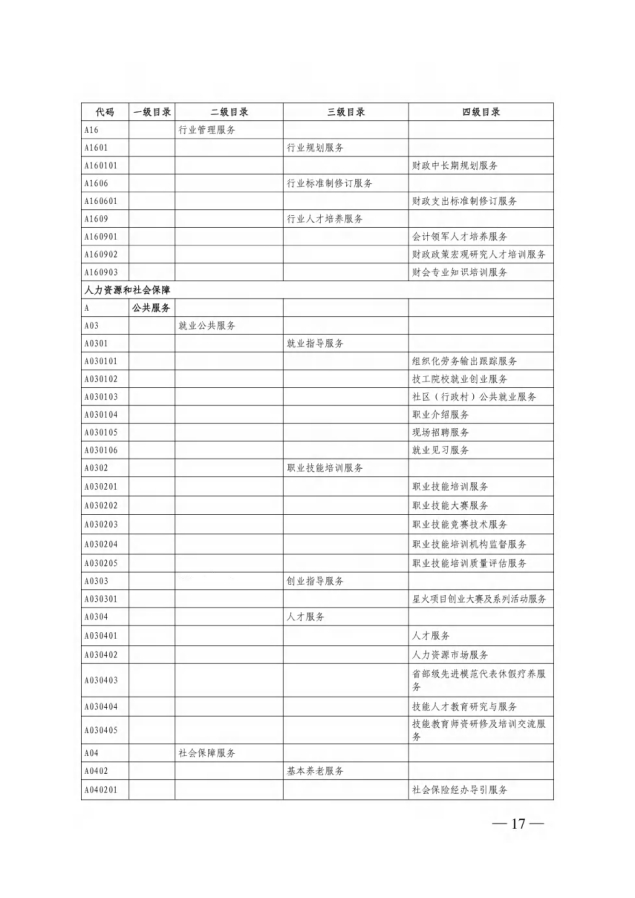 代码 一级目录 二级目录 三级目录 四级目录
A16 行业管理服务
A1601 行业规划服务
A160101 财政中长期规划服务
A1606 行业标准制修订服务
A160601 财政支出标准制修订服务
A1609 行业人才培养服务
A160901 会计领军人才培养服务
A160902 财政政策宏观研究人才培训服务
A160903 财会专业知识培训服务
人力资源和社会保障
A 公共服务
A03 就业公共服务
A0301 就业指导服务
A030101 组织化劳务输出跟踪服务
A030102 技工院校就业创业服务
A030103 社区（行政村）公共就业服务
A030104 职业介绍服务
A030105 现场招聘服务
A030106 就业见习服务
A0302 职业技能培训服务
A030201 职业技能培训服务
A030202 职业技能大赛服务
A030203 职业技能竞赛技术服务
A030204 职业技能培训机构监督服务
A030205 职业技能培训质量评估服务
A0303 创业指导服务
A030301 星火项目创业大赛及系列活动服务
A0304 人才服务
A030401 人才服务
A030402 人力资源市场服务
A030403 省部级先进模范代表休假疗养服
务
A030404 技能人才教育研究与服务
A030405 技能教育师资研修及培训交流服
务
A04 社会保障服务
A0402 基本养老服务
A040201 社会保险经办导引服务
— 17 —